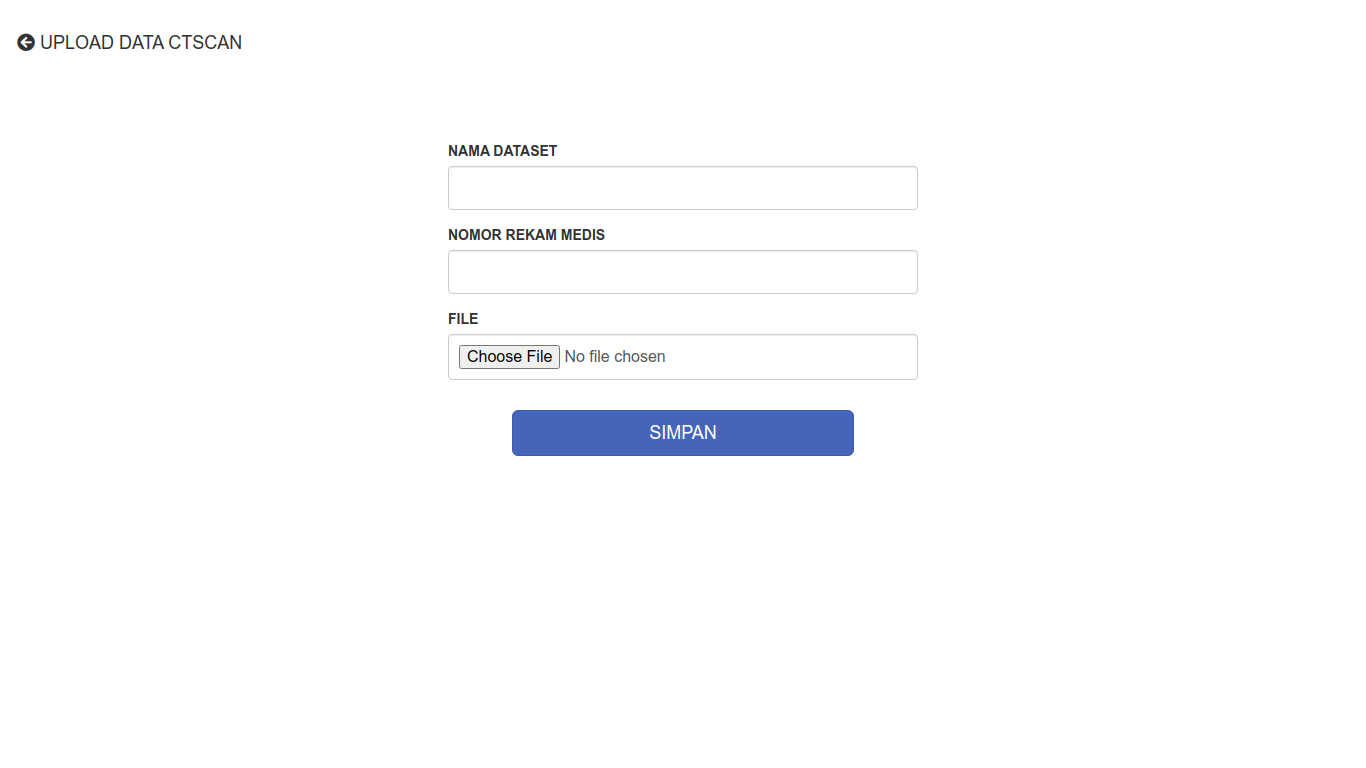 UPLOAD DATA CTSCAN
NAMA DATASET
NOMOR REKAM MEDIS
FILE
Choose File No file chosen
SIMPAN